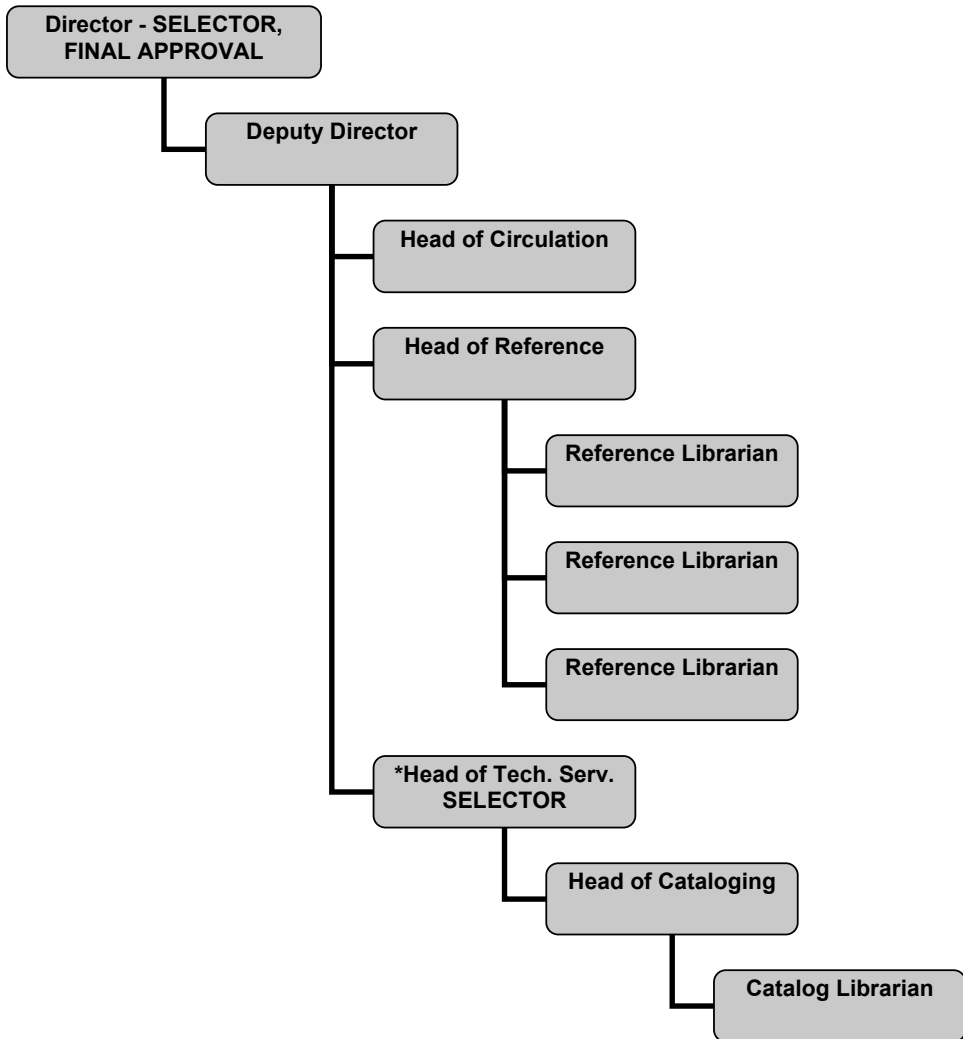 Director - SELECTOR,
FINAL APPROVAL
Deputy Director
Head of Circulation
Head of Reference
Reference Librarian
Reference Librarian
Reference Librarian
*Head of Tech. Serv.
SELECTOR
Head of Cataloging
Catalog Librarian